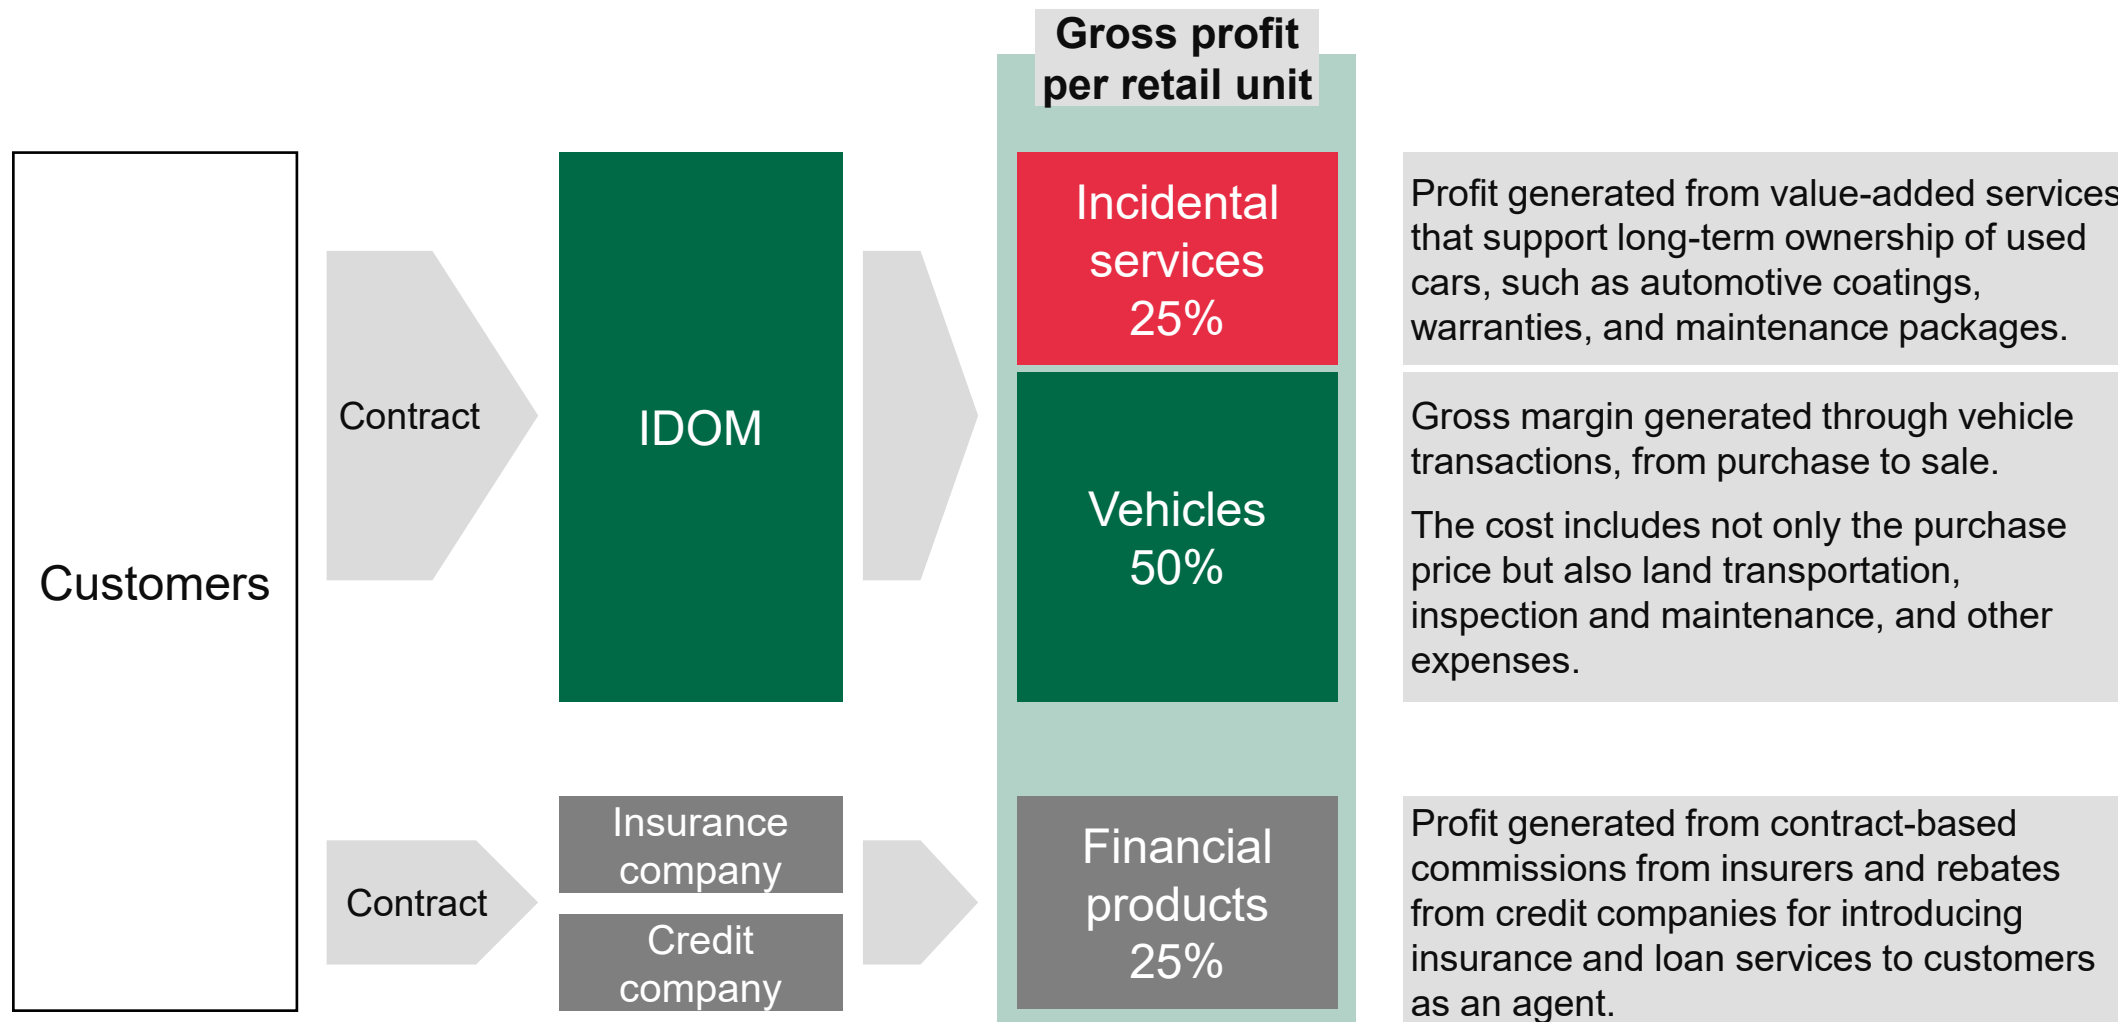 Gross profit
per retail unit
Customers
Contract
IDOM
Incidental
services
25%
Profit generated from value-added services
that support long-term ownership of used
cars, such as automotive coatings,
warranties, and maintenance packages.
Vehicles
50%
Gross margin generated through vehicle
transactions, from purchase to sale.
The cost includes not only the purchase
price but also land transportation,
inspection and maintenance, and other
expenses.
Contract
Insurance
company
Credit
company
Financial
products
25%
Profit generated from contract-based
commissions from insurers and rebates
from credit companies for introducing
insurance and loan services to customers
as an agent.